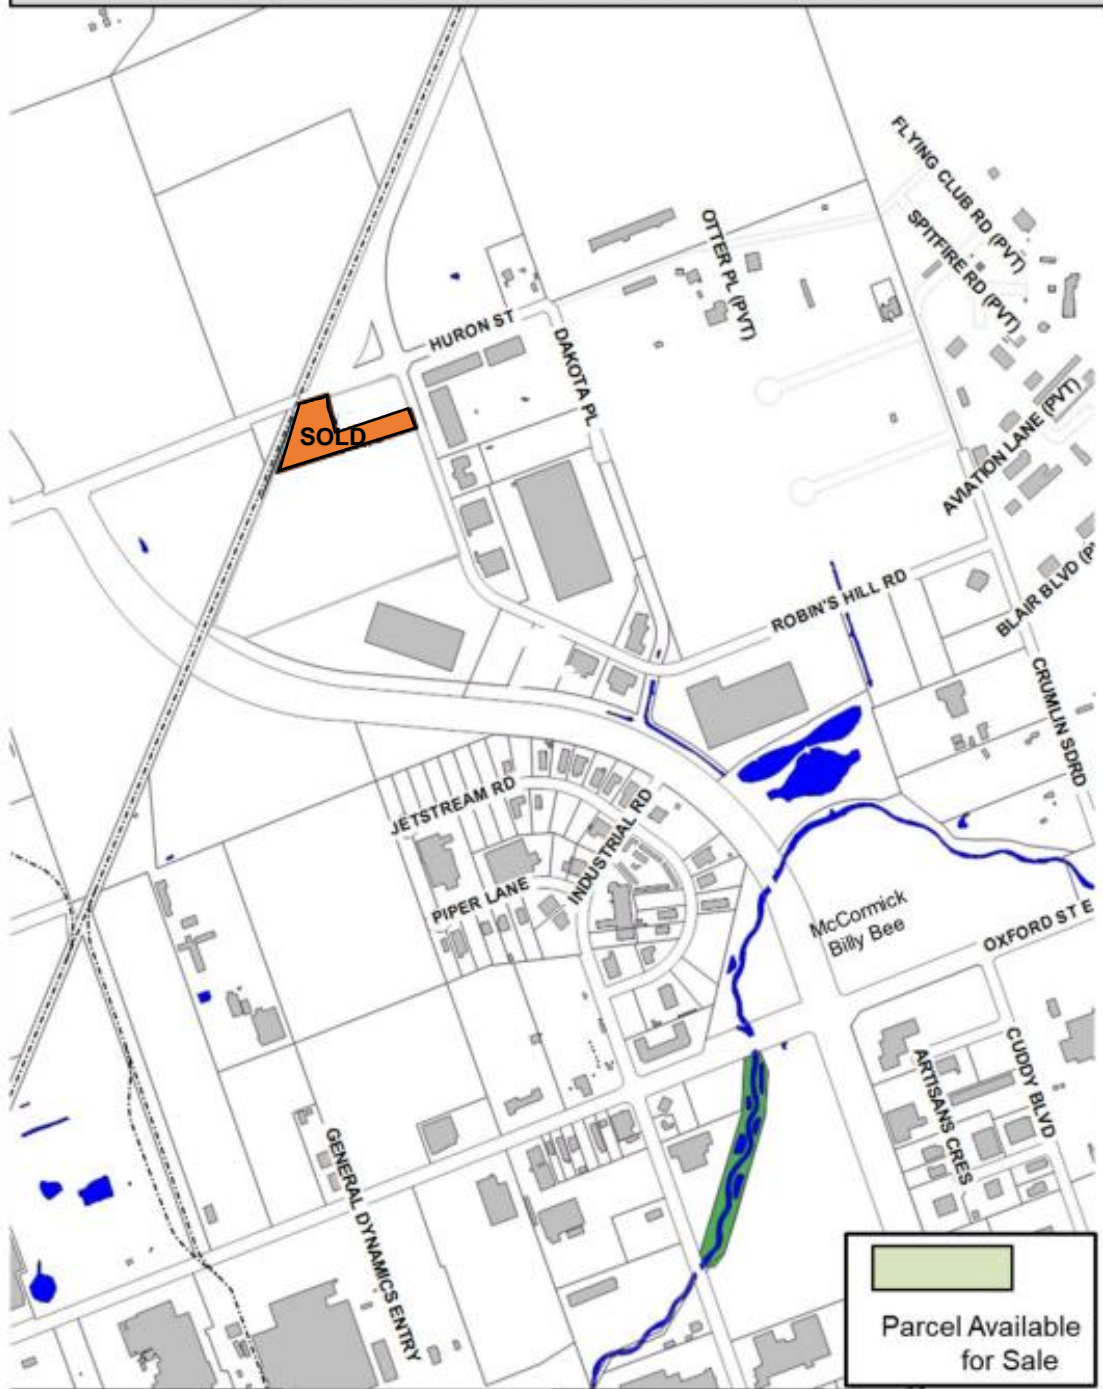 FLYING CLUB RD (PVT)
SPITFIRE RD (PVT)
OTTER PL (PVT)
HURON ST
DAKOTA PL
SOLD
AVIATION LANE (PVT)
BLAIR BLVD
ROBIN'S HILL RD
CRUMLIN SDRD
JETSTREAM RD
INDUSTRIAL RD
PIPER LANE
McCormick
Billy Bee
OXFORD ST E
CUDDY BLVD
ARTISANS CRES
GENERAL DYNAMICS ENTRY
Parcel Available
for Sale